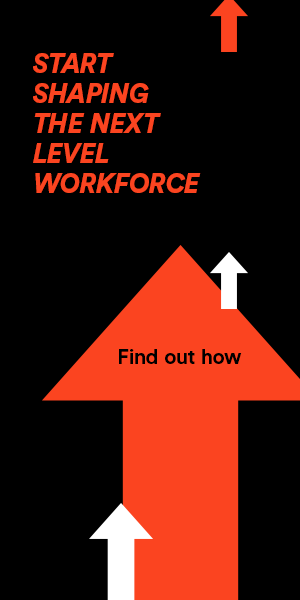 START
SHAPING
THE NEXT
LEVEL
WORKFORCE
Find out how